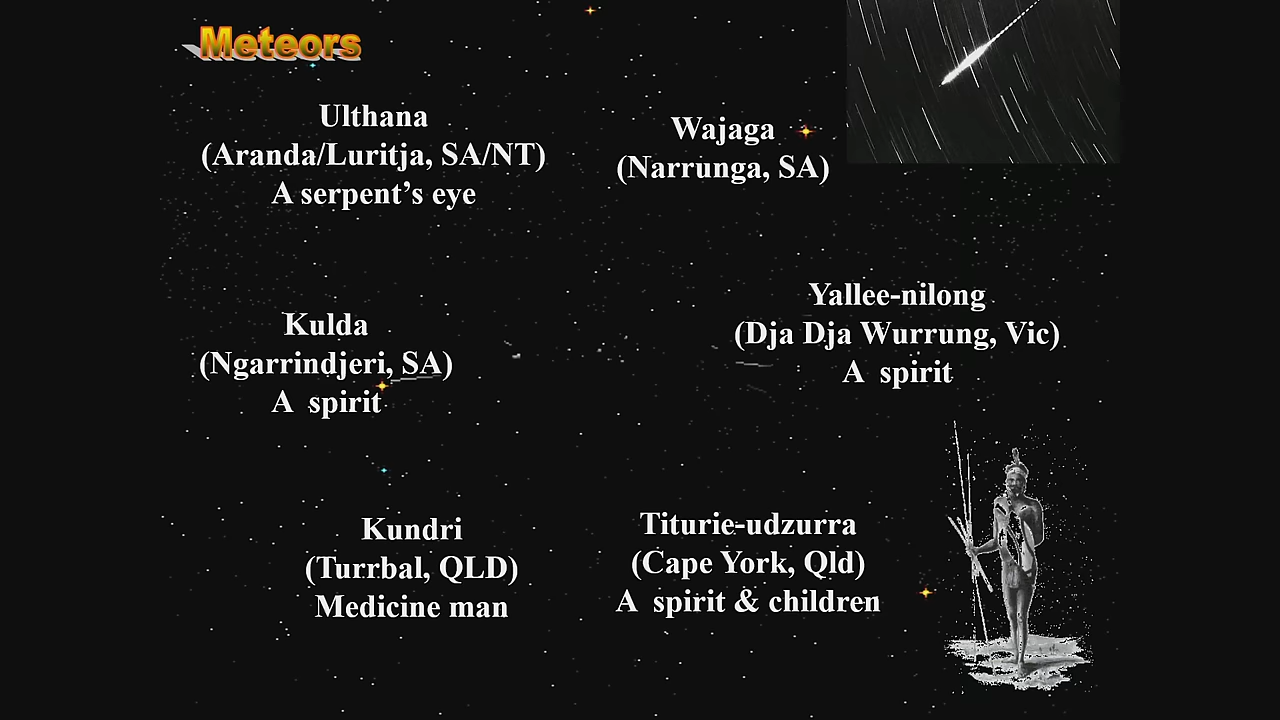 Meteors
Ulthana
(Aranda/Luritja, SA/NT)
A serpent’s eye
Wajaga
(Narrunga, SA)
Kulda
(Ngarrindjeri, SA)
A spirit
Yallee-nilong
(Dja Dja Wurrung, Vic)
A spirit
Kundri
(Turrbal, QLD)
Medicine man
Titurie-udzurra
(Cape York, Qld)
A spirit & children